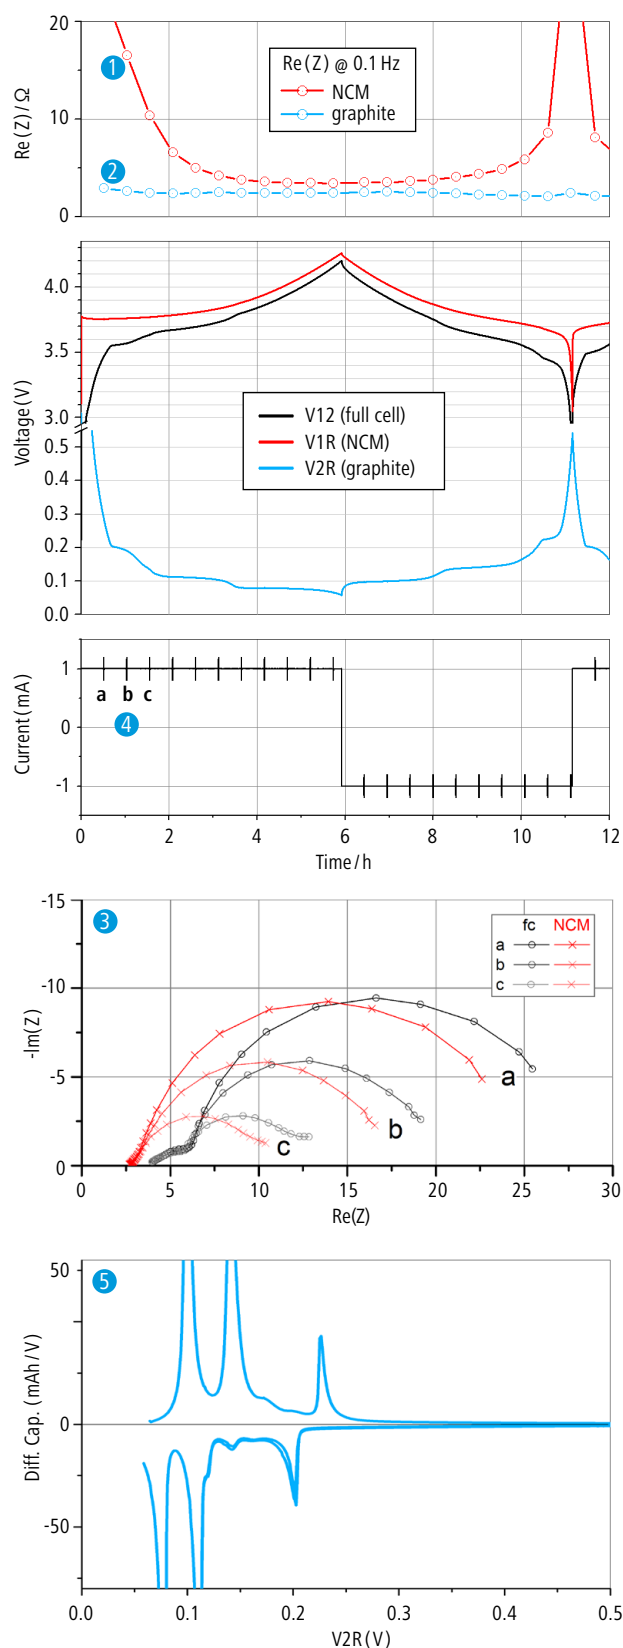 20
1
Re(Z) @ 0.1 Hz
NCM
graphite
10
2
0
Re(Z) / Ω
4.0
3.5
3.0
0.5
0.4
0.3
0.2
0.1
0.0
Voltage(V)
V12 (full cell)
V1R (NCM)
V2R (graphite)
1
0
-1
Current(mA)
a b c
4
0 2 4 6 8 10 12
Time / h
-15
-10
-5
0
-Im(Z)
3
fc NCM
a
b
c
a
b
c
0 5 10 15 20 25 30
Re(Z)
50
5
0
-50
Diff. Cap. (mAh / V)
0.0 0.1 0.2 0.3 0.4 0.5
V2R (V)